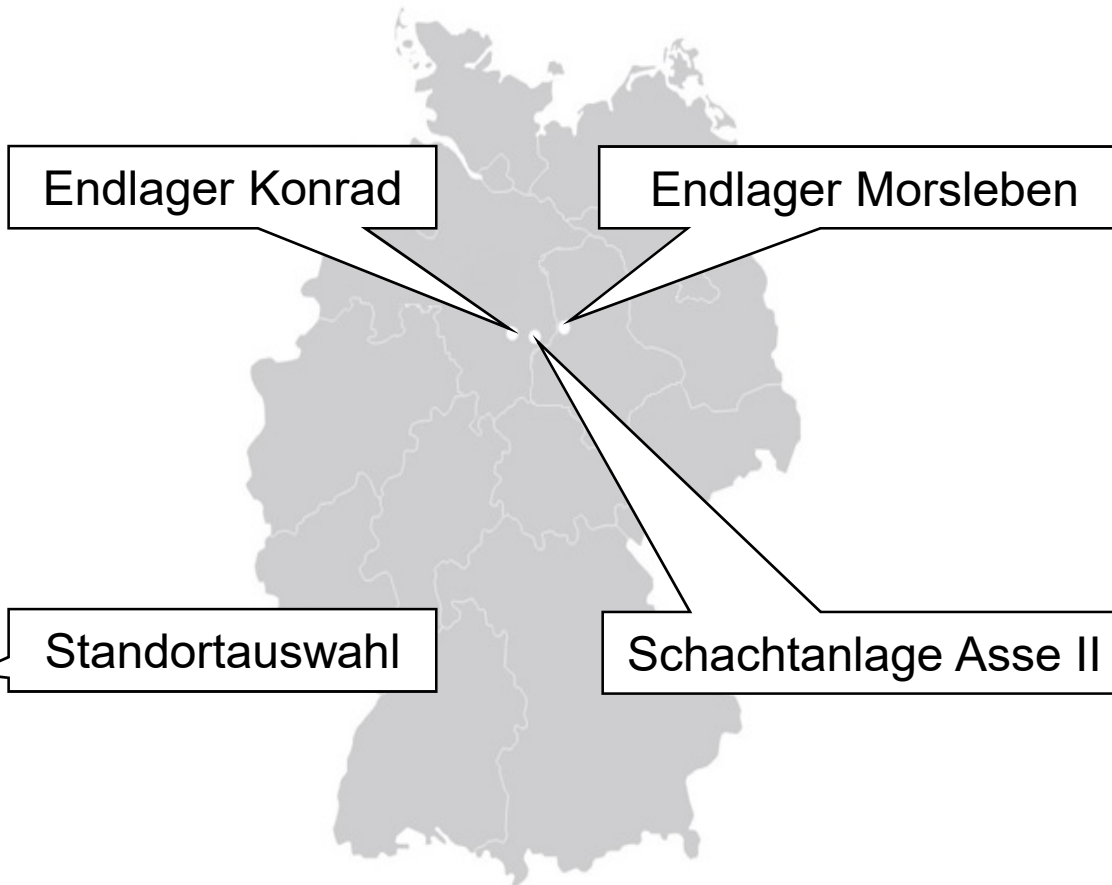 Endlager Konrad
Endlager Morsleben
Standortauswahl
Schachtanlage Asse II